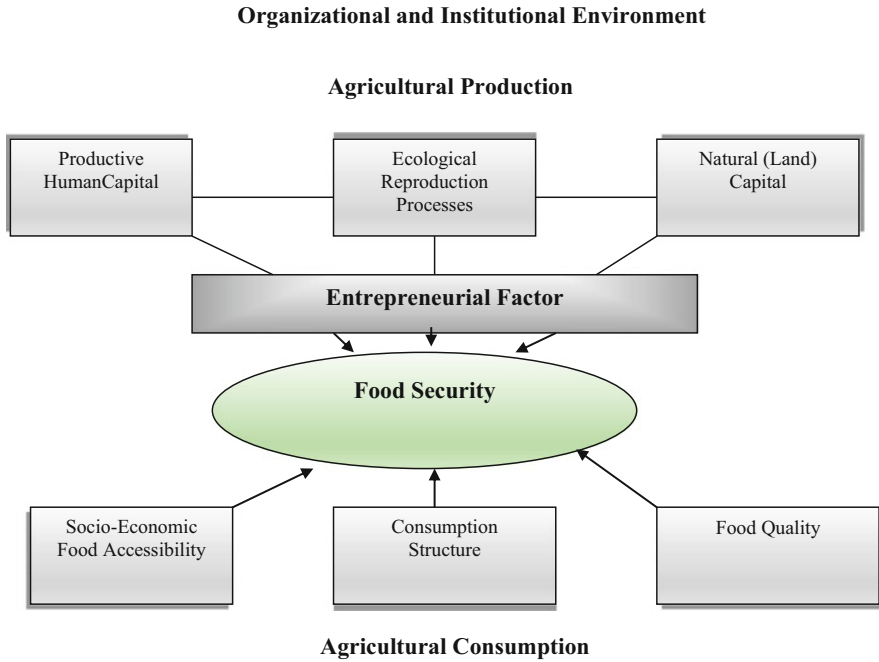 Organizational and Institutional Environment
Agricultural Production
Productive
HumanCapital
Ecological
Reproduction
Processes
Natural (Land)
Capital
Entrepreneurial Factor
Food Security
Socio-Economic
Food Accessibility
Consumption
Structure
Food Quality
Agricultural Consumption